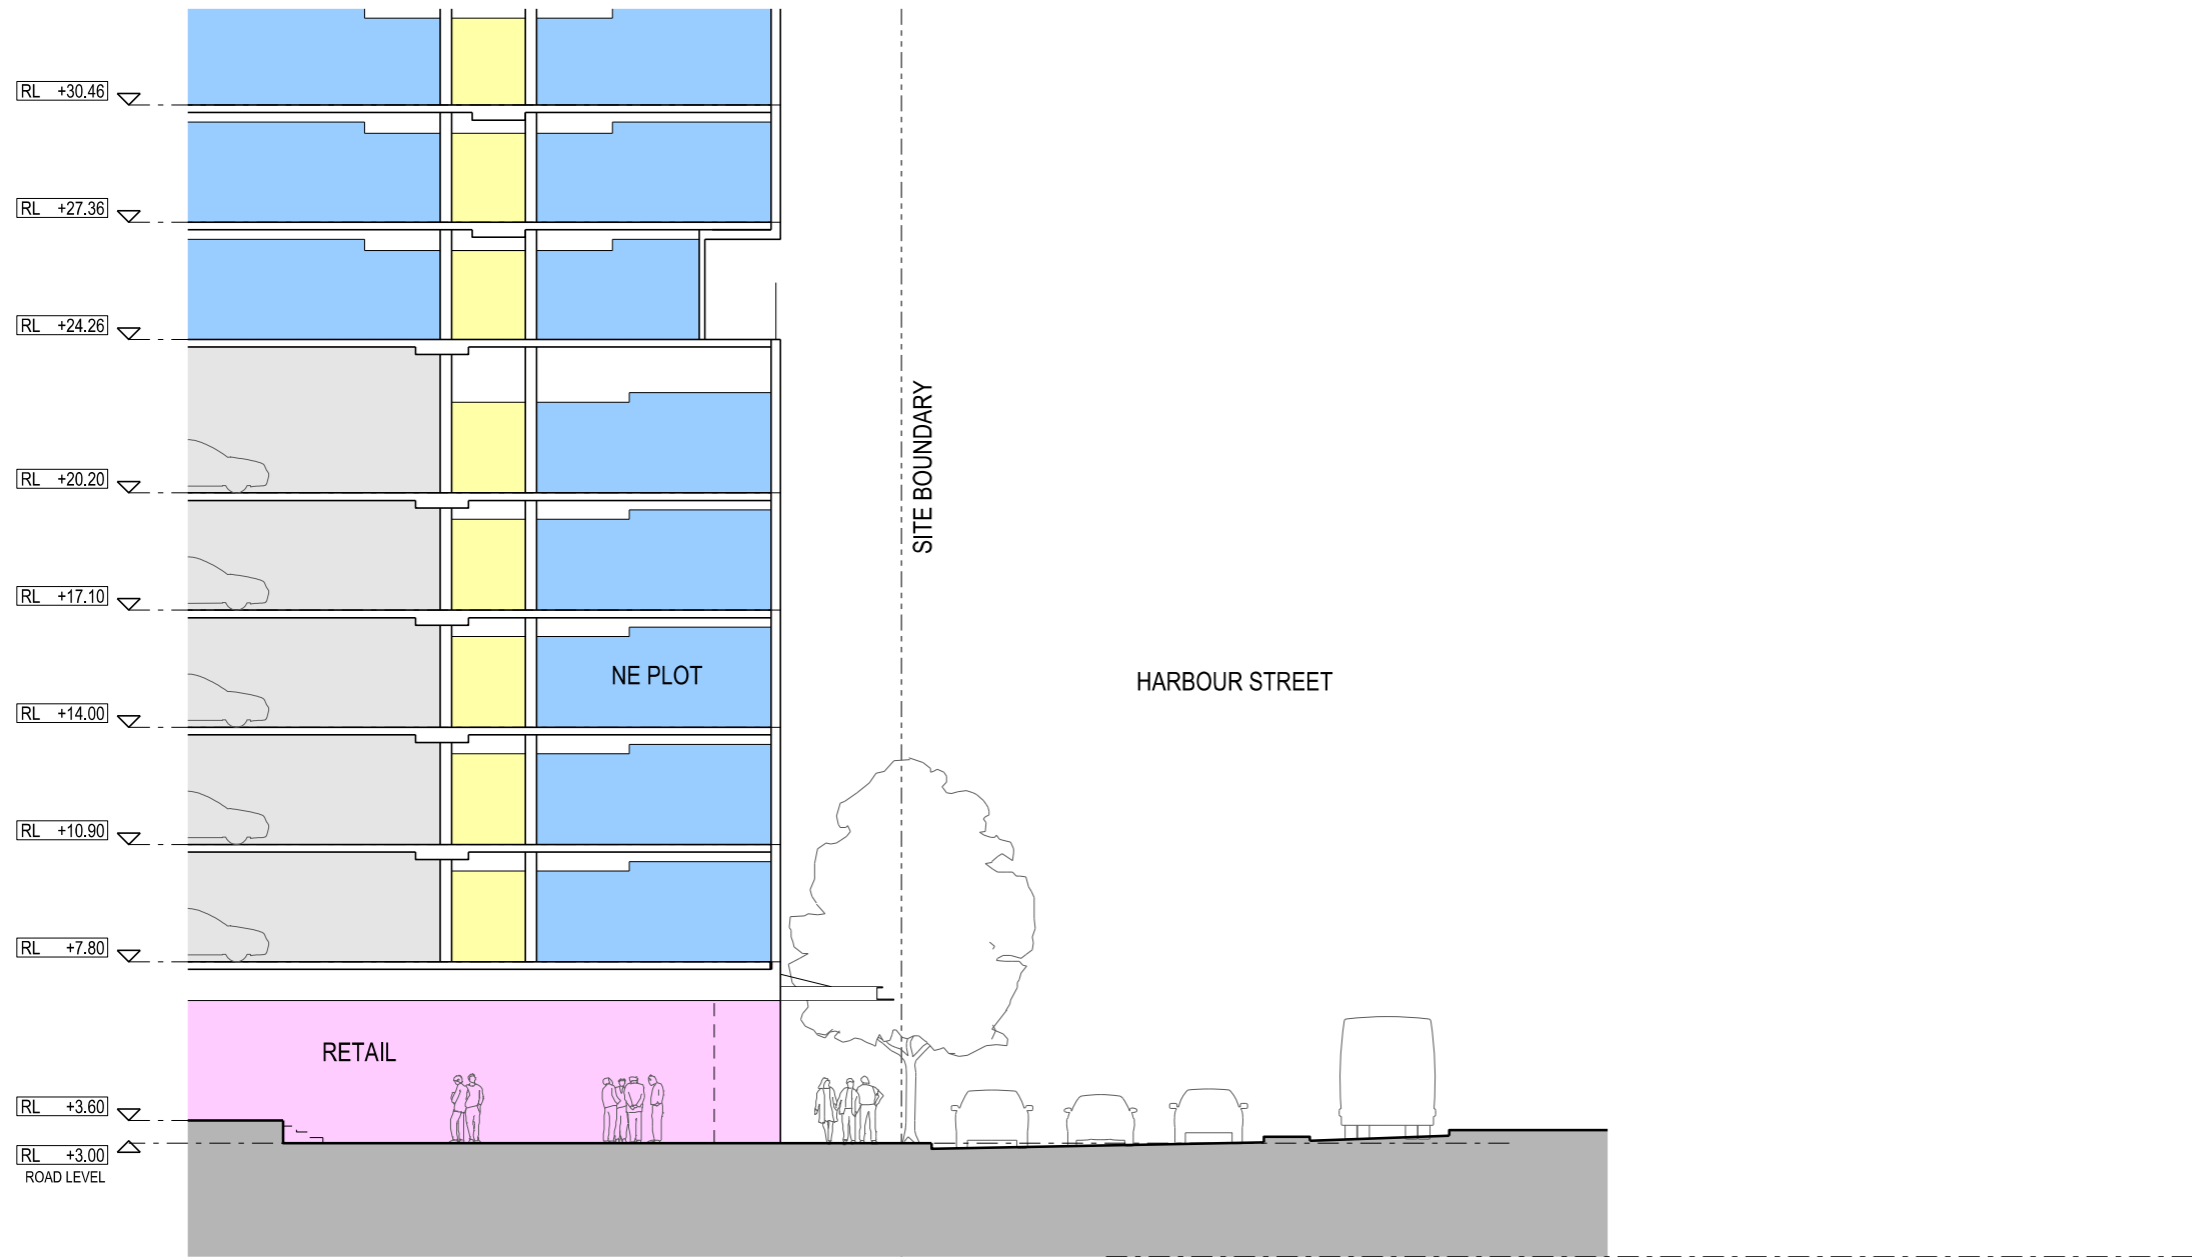 RL +30.46
RL +27.36
RL +24.26
SITE BOUNDARY
RL +20.20
RL +17.10
NE PLOT
HARBOUR STREET
RL +14.00
RL +10.90
RL +7.80
RETAIL
RL +3.60
RL +3.00
ROAD LEVEL